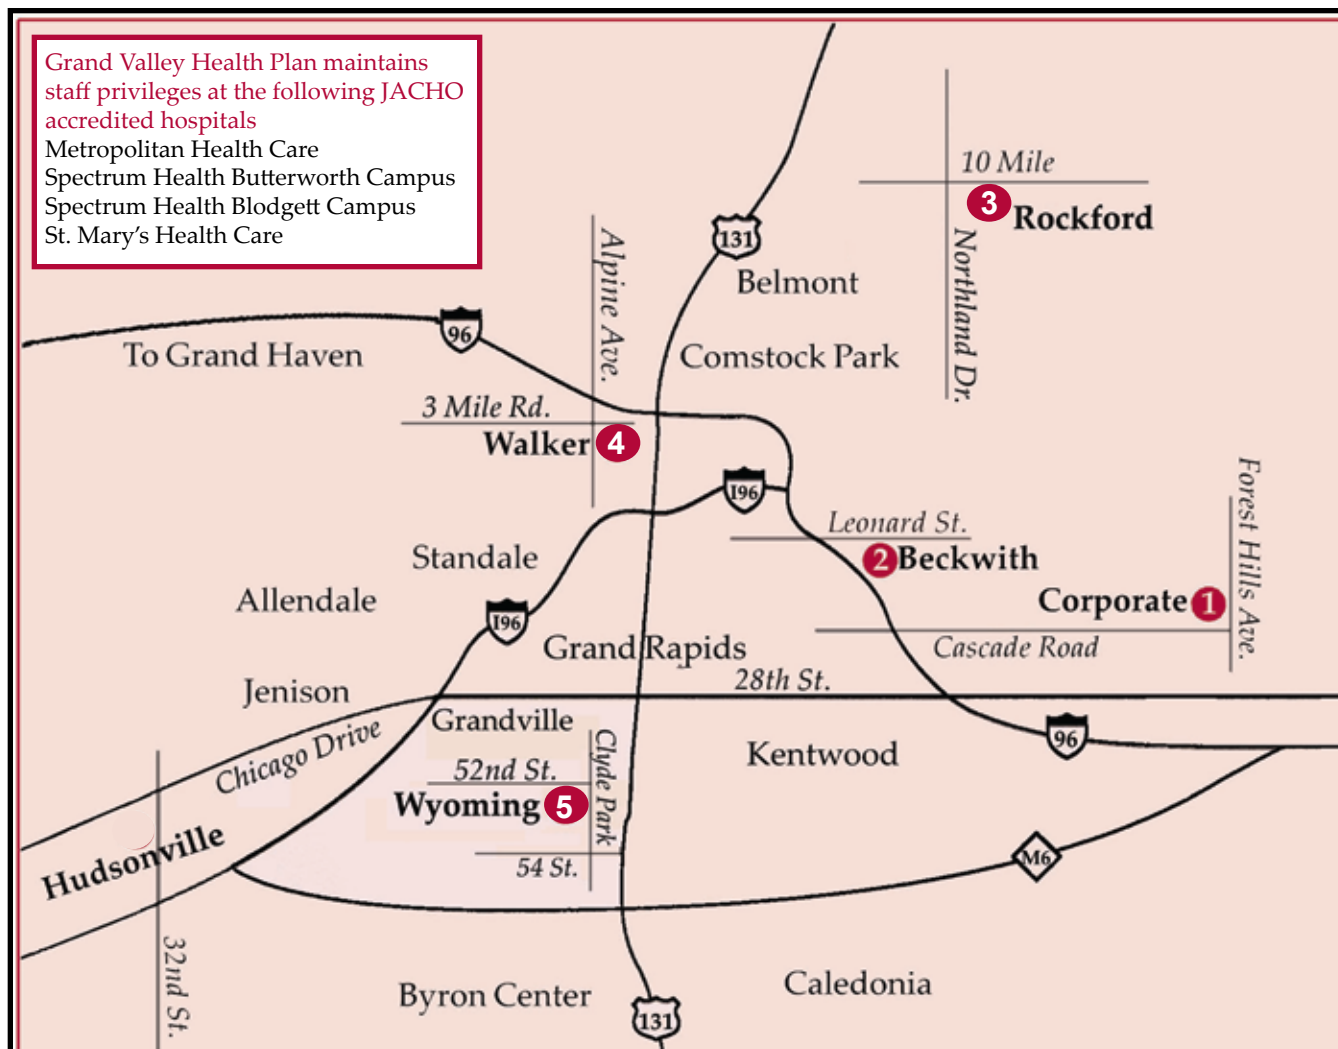 Grand Valley Health Plan maintains
staff privileges at the following JACHO
accredited hospitals
Metropolitan Health Care
Spectrum Health Butterworth Campus
Spectrum Health Blodgett Campus
St. Mary's Health Care
10 Mile
3 Rockford
Northland Dr.
131
Belmont
Alpine Ave.
96
To Grand Haven
Comstock Park
3 Mile Rd.
Walker 4
I96
Leonard St.
2 Beckwith
Forest Hills Ave.
Standale
Allendale
I96
Corporate 1
Grand Rapids
Cascade Road
Jenison
28th St.
Grandville
Chicago Drive
Clyde Park
96
Kentwood
52nd St.
Wyoming 5
Hudsonville
54 St.
M6
32nd St.
Byron Center
Caledonia
131